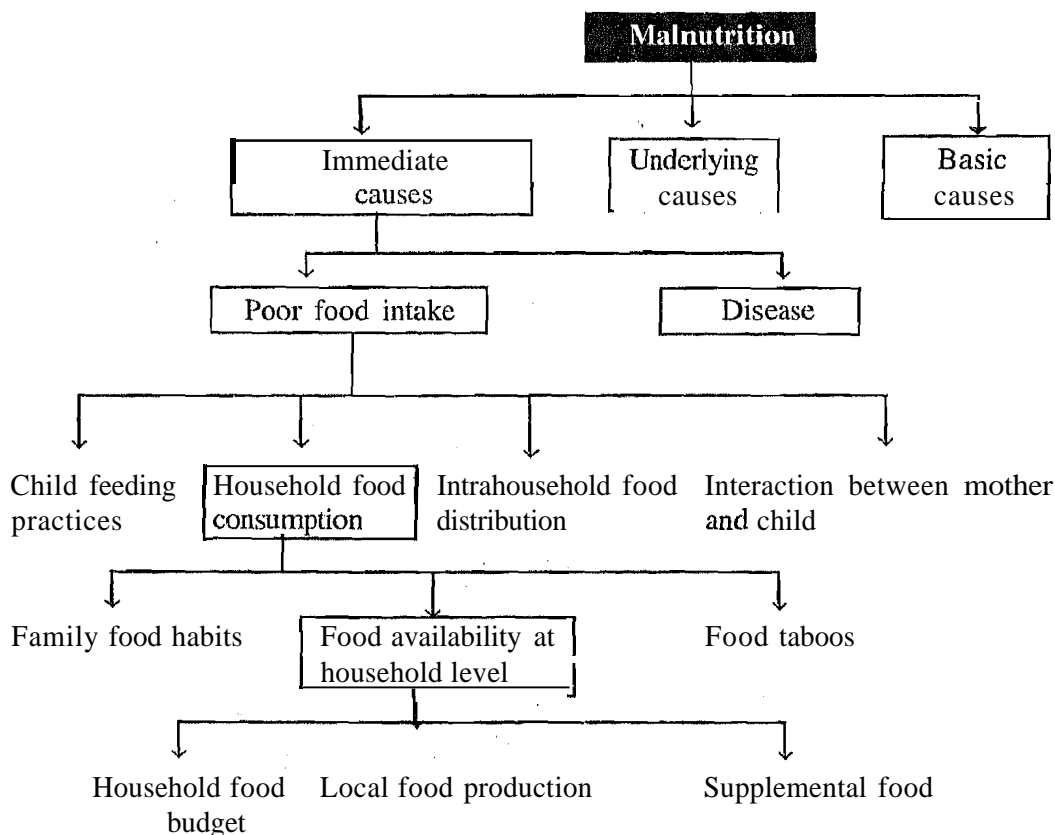 Malnutrition
Immediate
causes
Underlying
causes
Basic
causes
Poor food intake
Disease
Child feeding
practices
Household food
consumption
Intrahousehold food
distribution
Interaction between mother
and child
Family food habits
Food availability at
household level
Food taboos
Household food
budget
Local food production
Supplemental food